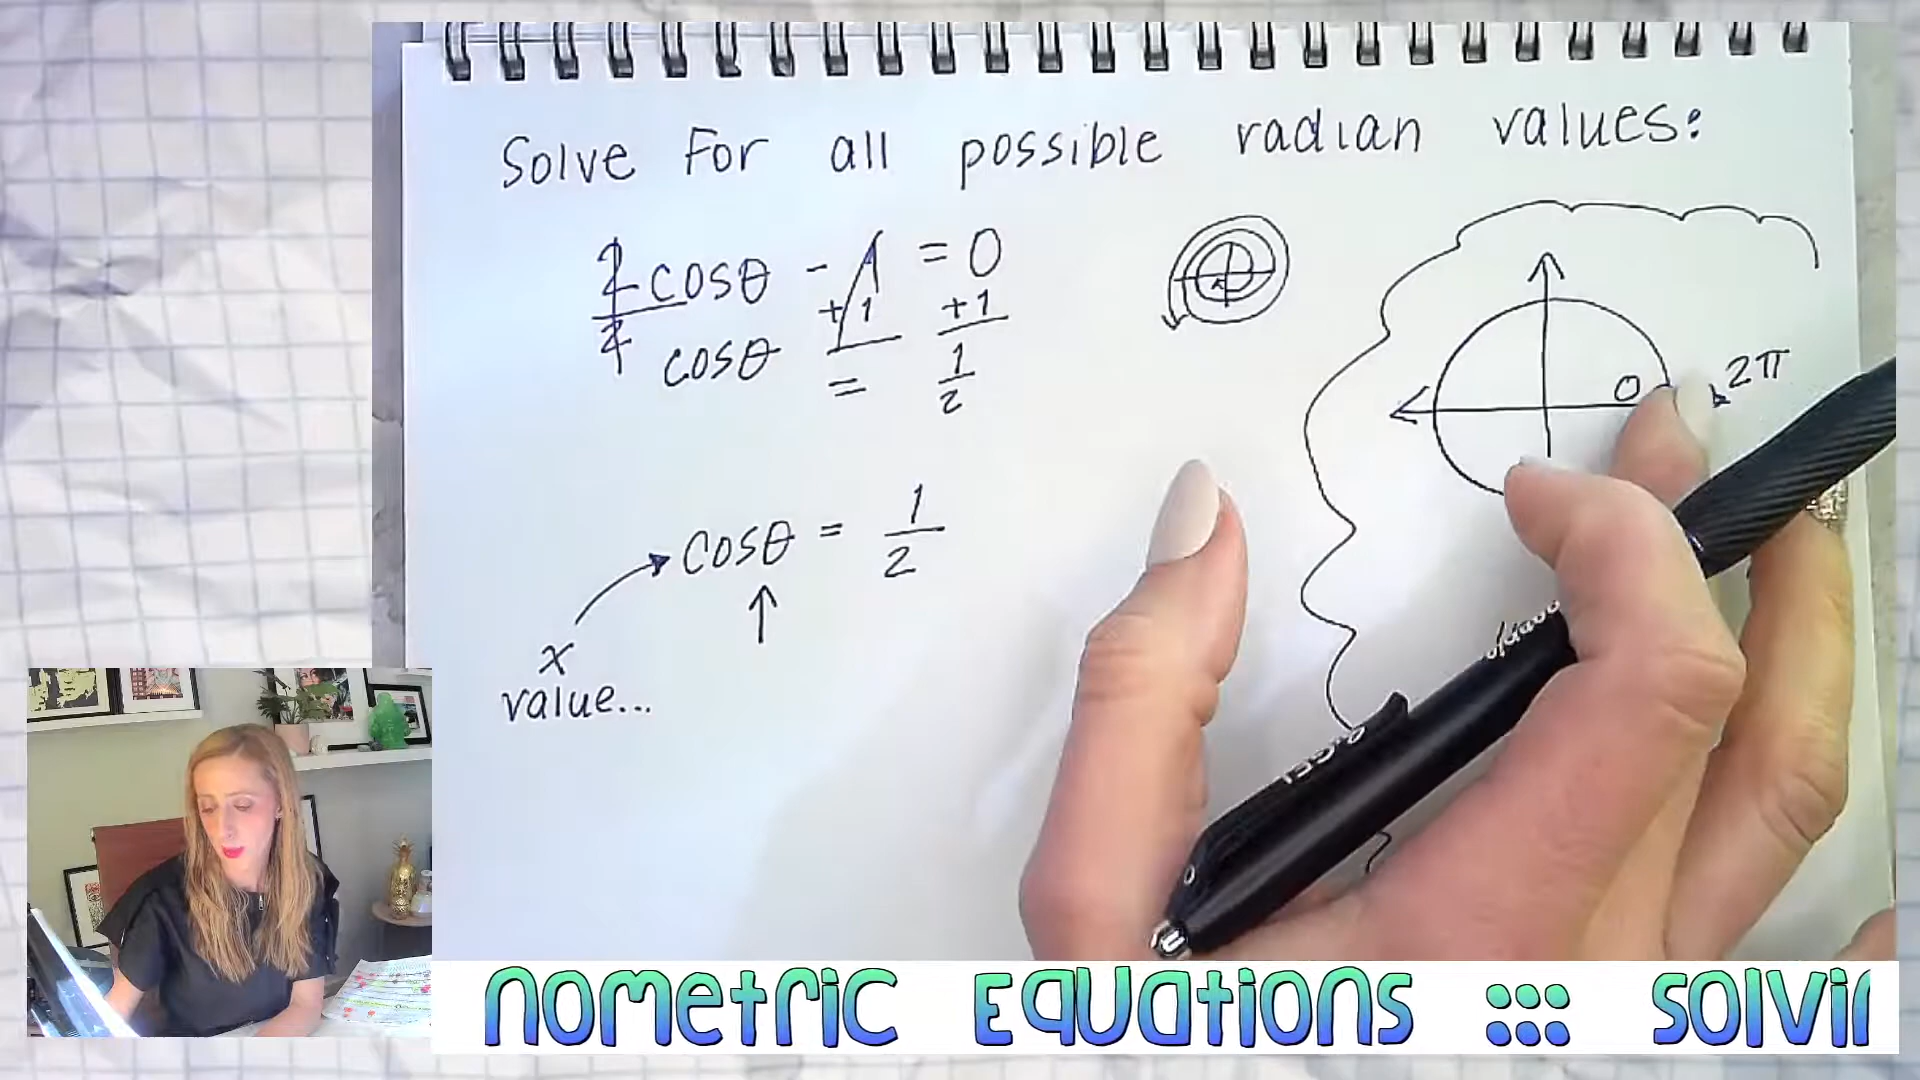 Solve For all possible radian values:
2 cosθ - 1 = 0
+ 1 +1
2
cosθ = 1/2
0
2π
cosθ = 1/2
x
value...
NOMETRIC EQUATIONS ::: SOLVI